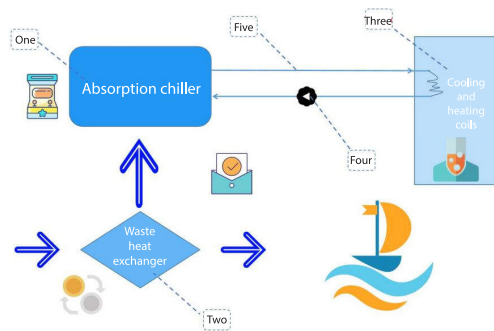 One
Five
Three
Absorption chiller
Cooling
and
heating
coils
Four
Waste
heat
exchanger
Two